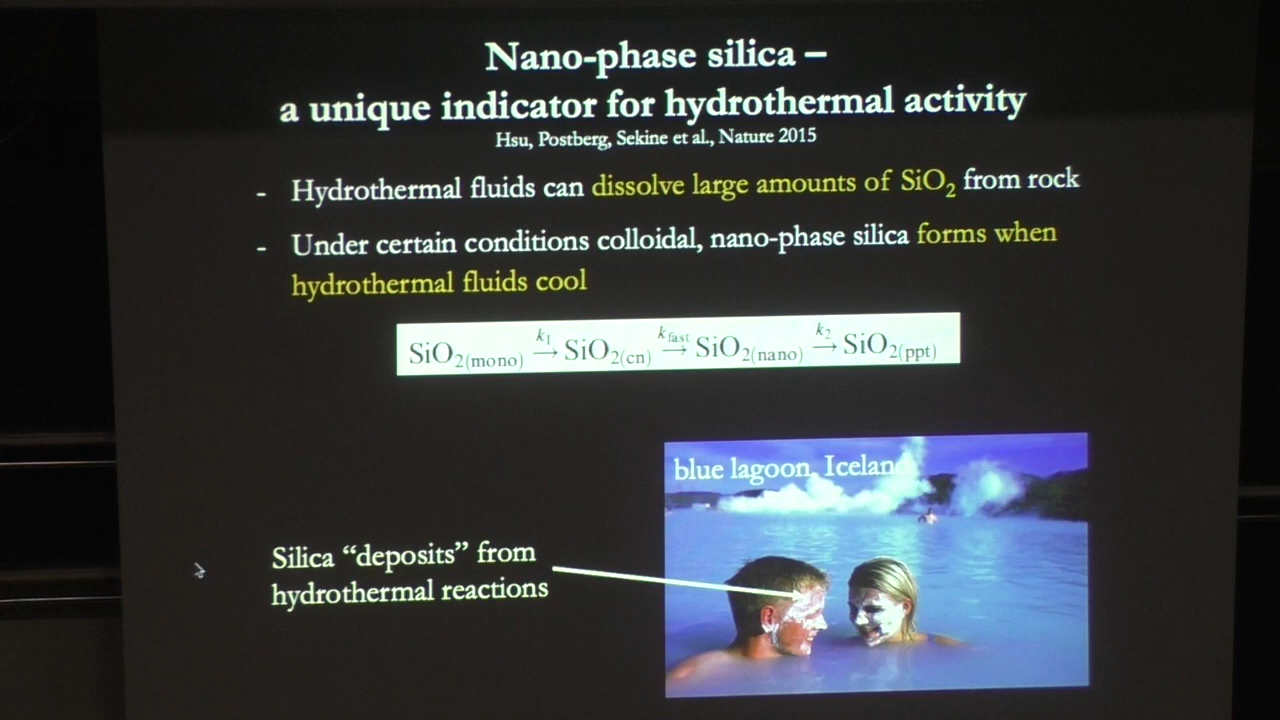 Nano-phase silica –
a unique indicator for hydrothermal activity
Hsu, Postberg, Sekine et al., Nature 2015
- Hydrothermal fluids can dissolve large amounts of SiO₂ from rock
- Under certain conditions colloidal, nano-phase silica forms when
hydrothermal fluids cool
SiO₂(mono) →k₁ SiO₂(cn) →k_fast SiO₂(nano) →k₂ SiO₂(ppt)
blue lagoon, Iceland
Silica “deposits” from
hydrothermal reactions